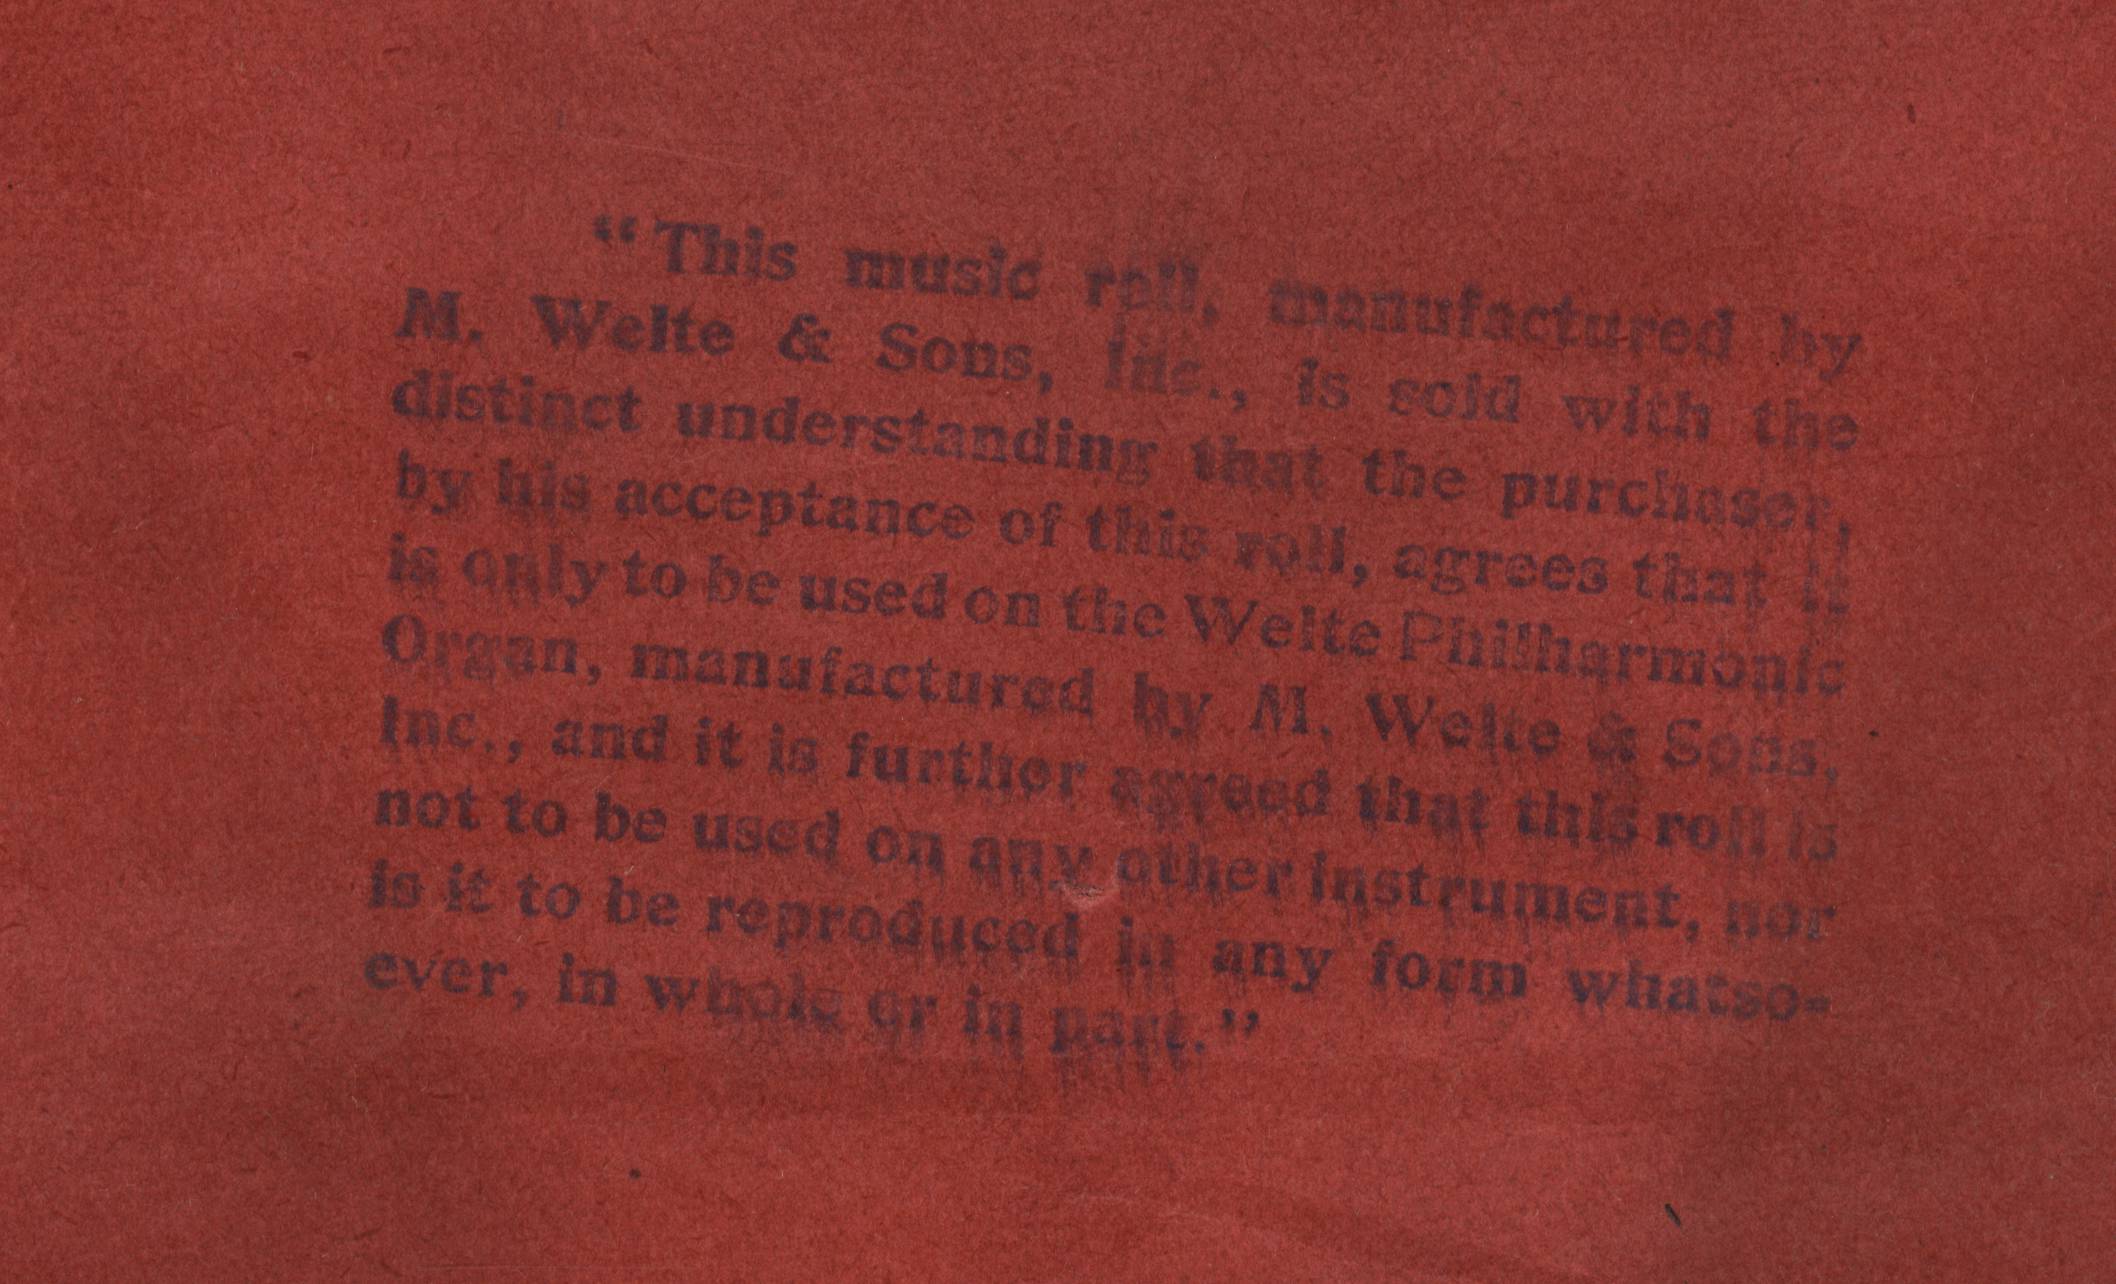 “This music roll, manufactured by
M. Welte & Sons, Inc., is sold with the
distinct understanding that the purchaser,
by his acceptance of this roll, agrees that it
is only to be used on the Welte Philharmonic
Organ, manufactured by M. Welte & Sons,
Inc., and it is further agreed that this roll is
not to be used on any other instrument, nor
is it to be reproduced in any form whatso-
ever, in whole or in part.”